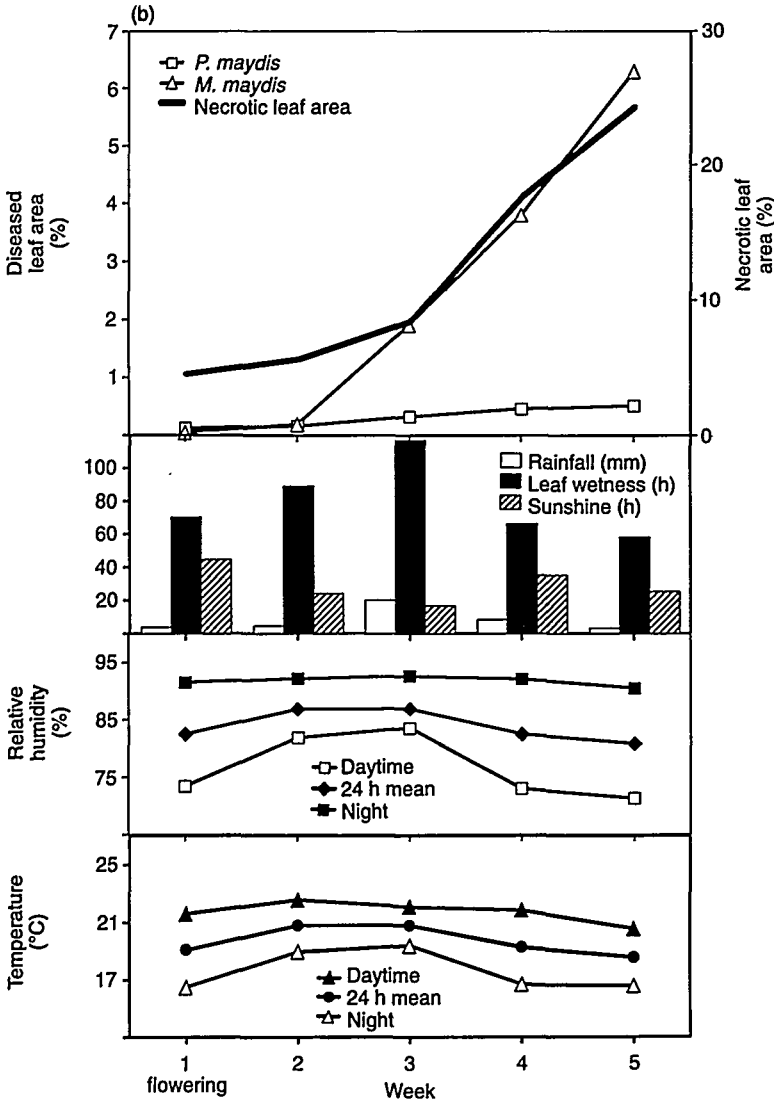 (b)
7
6
5
4
3
2
1
Diseased
leaf area
(%)
P. maydis
M. maydis
Necrotic leaf area
30
20
10
0
Necrotic leaf
area (%)
100
80
60
40
20
Rainfall (mm)
Leaf wetness (h)
Sunshine (h)
95
85
75
Relative
humidity
(%)
Daytime
24 h mean
Night
25
21
17
Temperature
(°C)
Daytime
24 h mean
Night
1 2 3 4 5
flowering Week